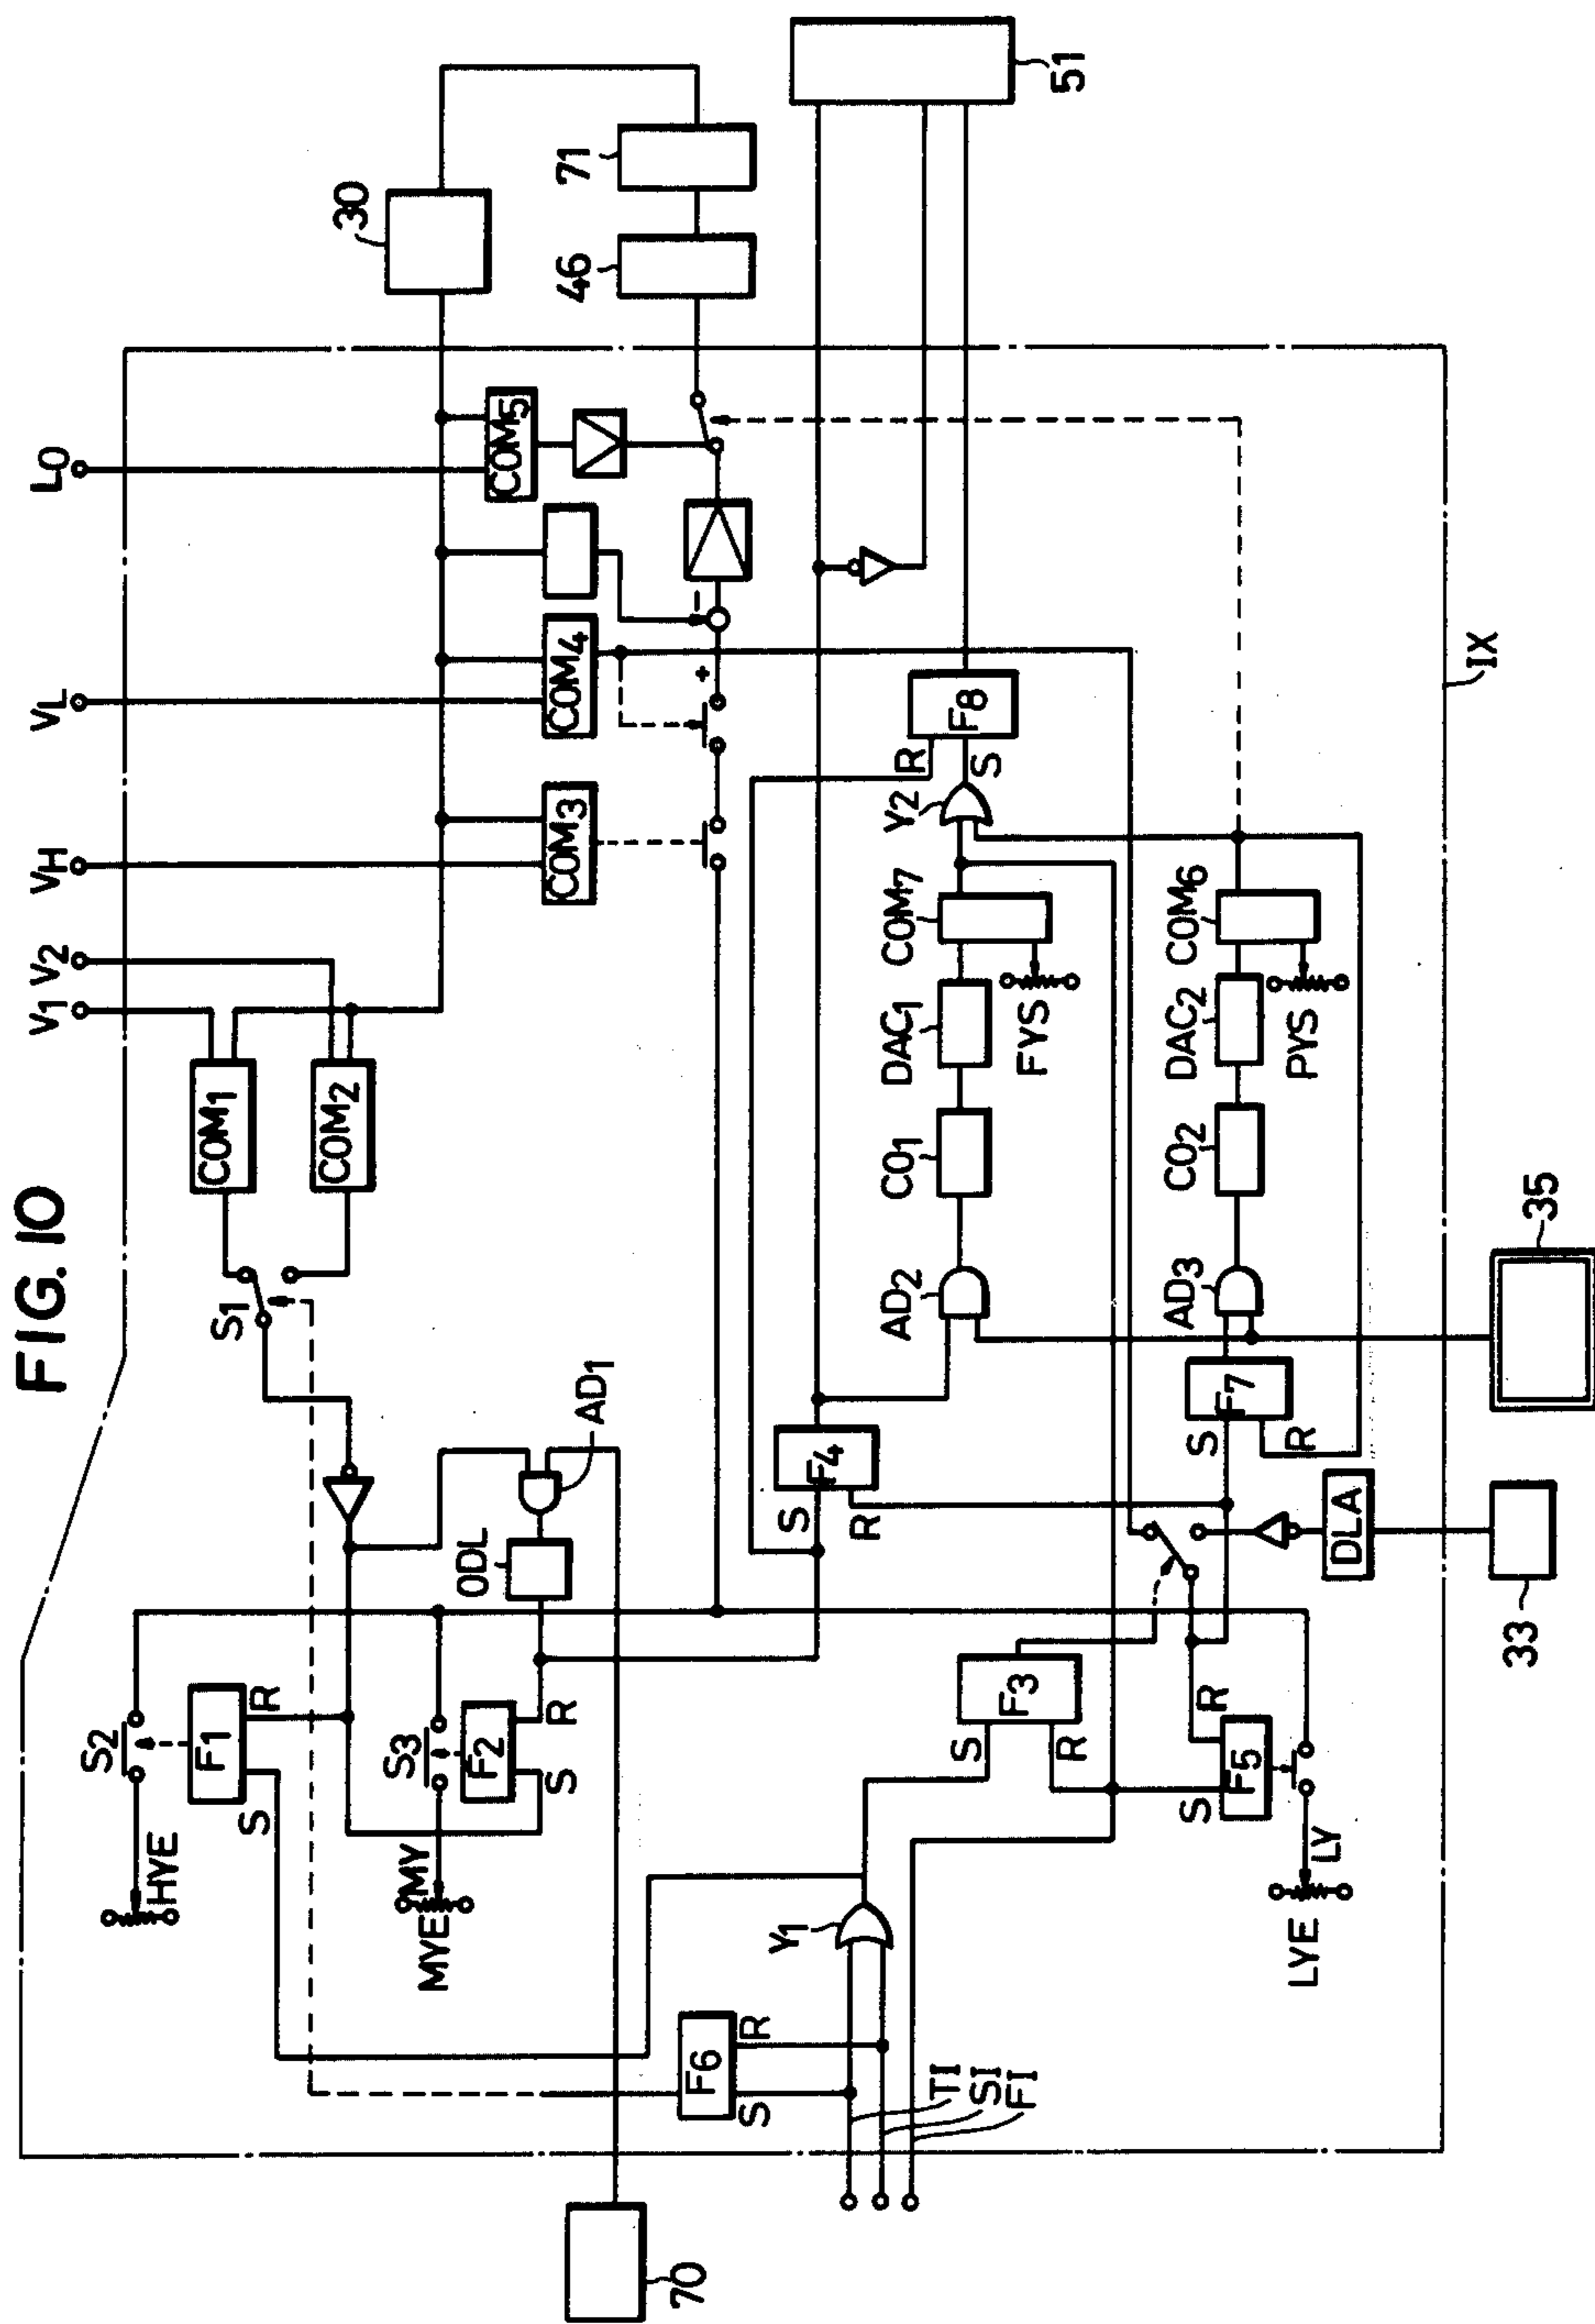 FIG. 10
V1
V2
VH
VL
L0
30
71
46
51
COM1
COM2
COM3
COM4
COM5
S1
S2
F1
S
R
HYE
S3
F2
S
R
MY
MYE
ODL
AD1
70
F6
S
R
TI
SI
FI
Y1
F3
S
R
F4
S
R
F5
S
R
LY
LYE
AD2
CO1
DAC1
COM7
FYS
Y2
F8
R
S
+
−
F7
S
R
AD3
CO2
DAC2
COM6
PYS
DLA
33
35
IX